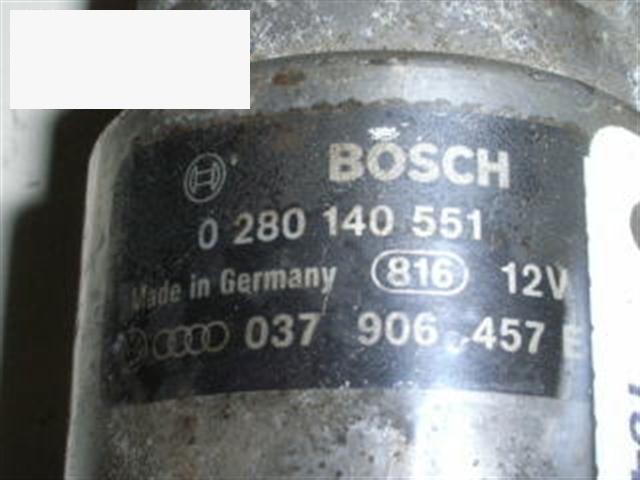 BOSCH
0 280 140 551
Made in Germany 816 12V
037 906 457 E